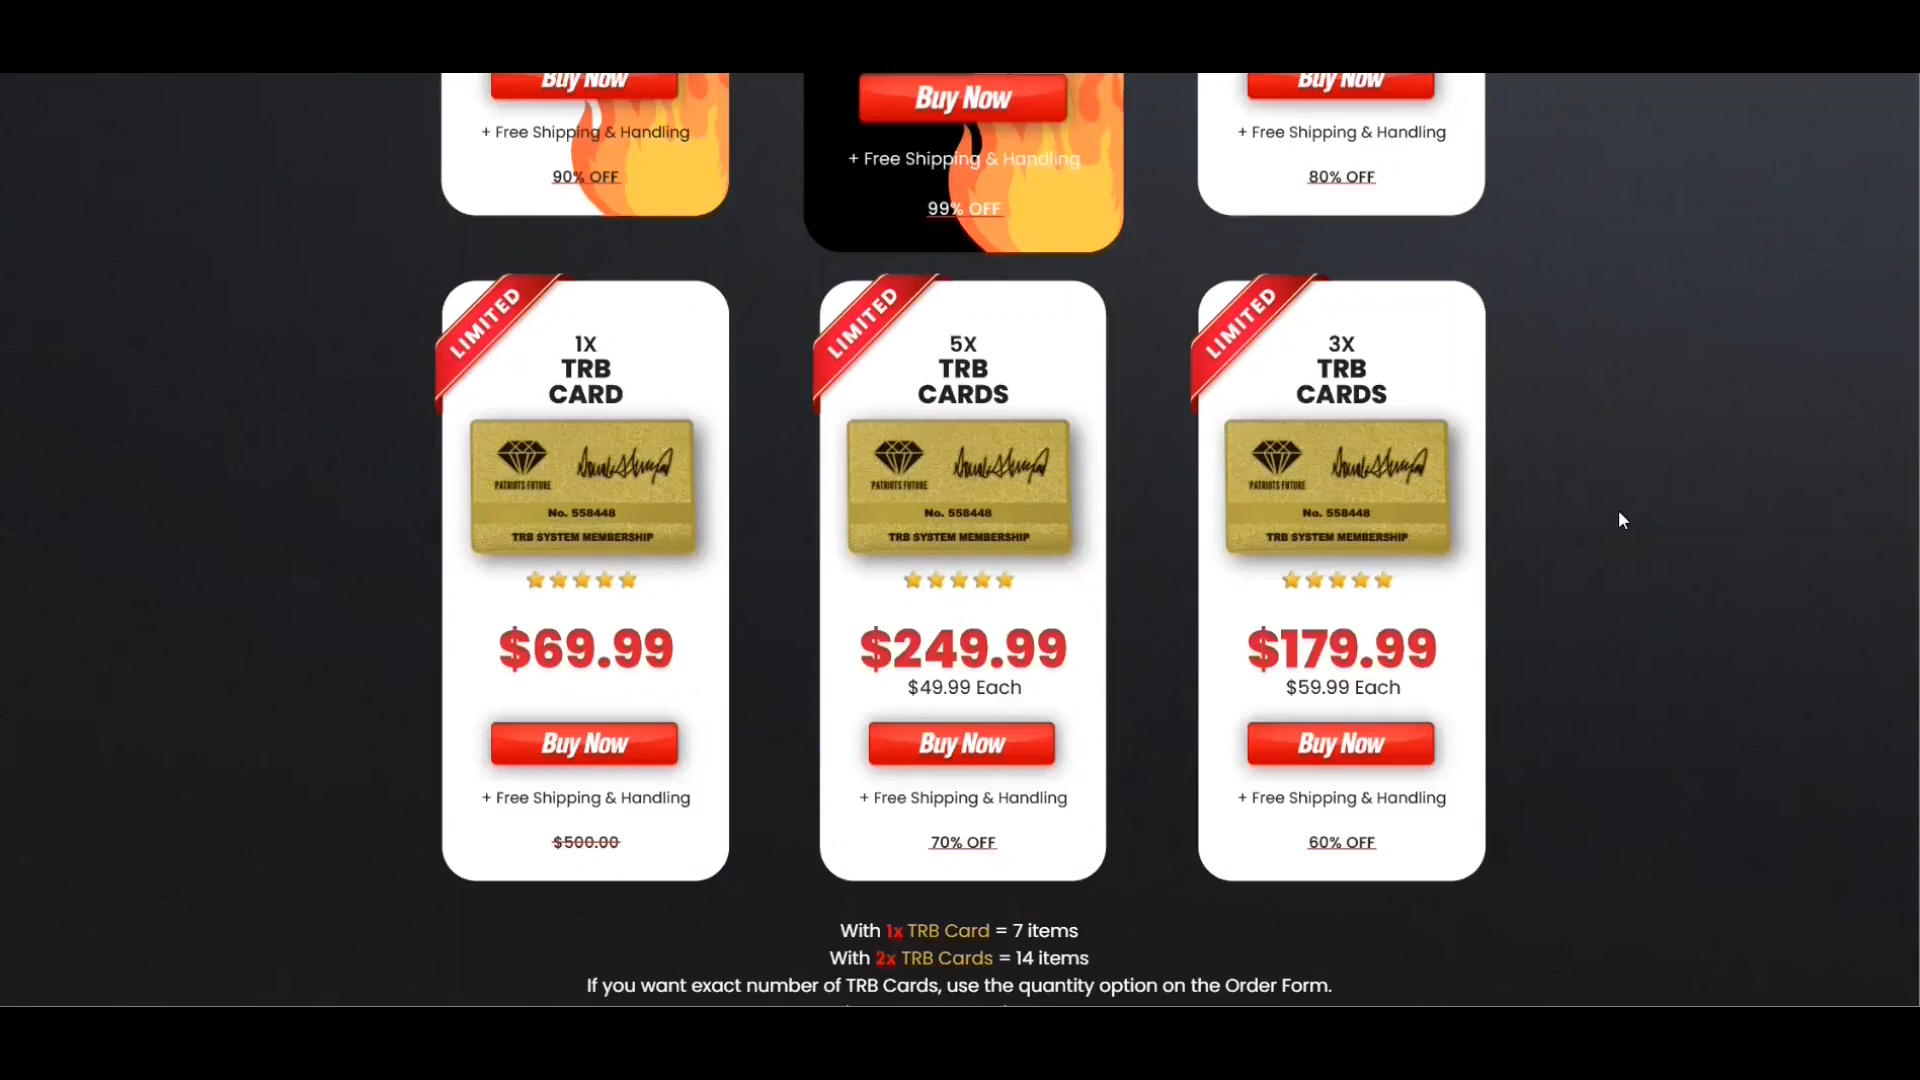 Buy Now
+ Free Shipping & Handling
90% OFF
Buy Now
+ Free Shipping & Handling
99% OFF
Buy Now
+ Free Shipping & Handling
80% OFF
LIMITED
1X
TRB
CARD
PATRIOTS FUTURE
No. 558448
TRB SYSTEM MEMBERSHIP
$69.99
Buy Now
+ Free Shipping & Handling
$500.00
LIMITED
5X
TRB
CARDS
PATRIOTS FUTURE
No. 558448
TRB SYSTEM MEMBERSHIP
$249.99
$49.99 Each
Buy Now
+ Free Shipping & Handling
70% OFF
LIMITED
3X
TRB
CARDS
PATRIOTS FUTURE
No. 558448
TRB SYSTEM MEMBERSHIP
$179.99
$59.99 Each
Buy Now
+ Free Shipping & Handling
60% OFF
With 1x TRB Card = 7 items
With 2x TRB Cards = 14 items
If you want exact number of TRB Cards, use the quantity option on the Order Form.